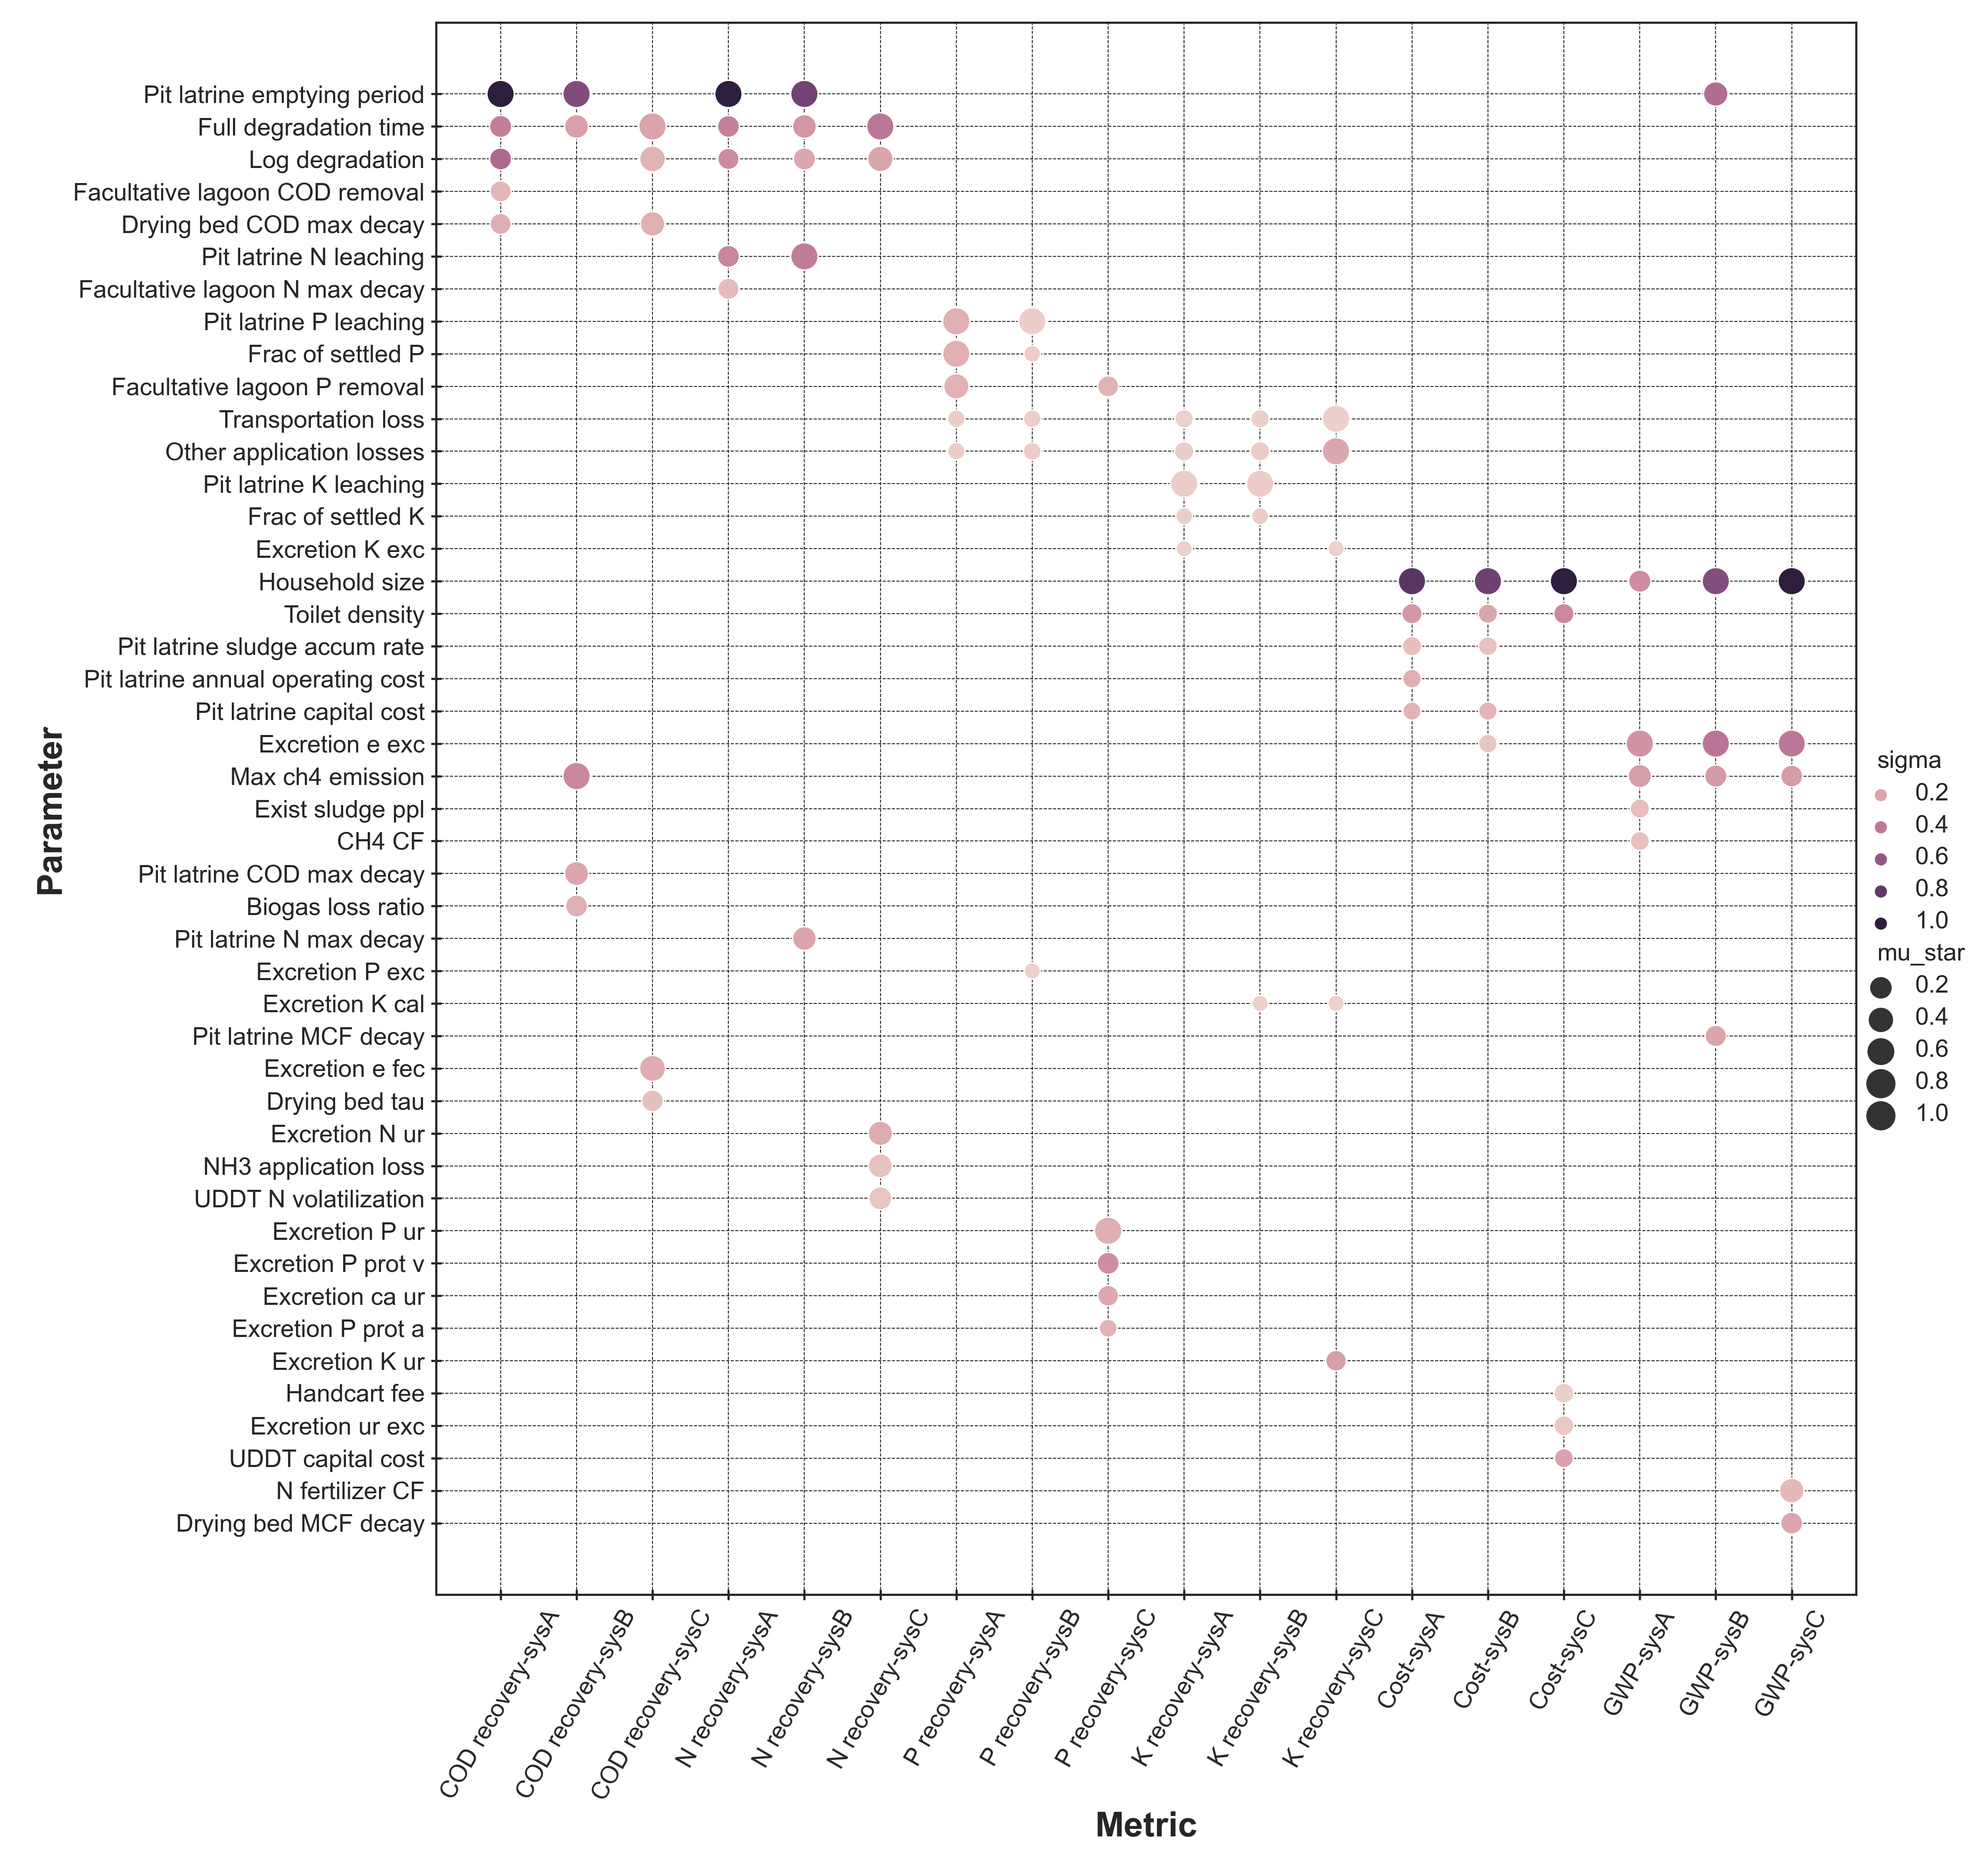 Parameter
Pit latrine emptying period
Full degradation time
Log degradation
Facultative lagoon COD removal
Drying bed COD max decay
Pit latrine N leaching
Facultative lagoon N max decay
Pit latrine P leaching
Frac of settled P
Facultative lagoon P removal
Transportation loss
Other application losses
Pit latrine K leaching
Frac of settled K
Excretion K exc
Household size
Toilet density
Pit latrine sludge accum rate
Pit latrine annual operating cost
Pit latrine capital cost
Excretion e exc
Max ch4 emission
Exist sludge ppl
CH4 CF
Pit latrine COD max decay
Biogas loss ratio
Pit latrine N max decay
Excretion P exc
Excretion K cal
Pit latrine MCF decay
Excretion e fec
Drying bed tau
Excretion N ur
NH3 application loss
UDDT N volatilization
Excretion P ur
Excretion P prot v
Excretion ca ur
Excretion P prot a
Excretion K ur
Handcart fee
Excretion ur exc
UDDT capital cost
N fertilizer CF
Drying bed MCF decay
COD recovery-sysA
COD recovery-sysB
COD recovery-sysC
N recovery-sysA
N recovery-sysB
N recovery-sysC
P recovery-sysA
P recovery-sysB
P recovery-sysC
K recovery-sysA
K recovery-sysB
K recovery-sysC
Cost-sysA
Cost-sysB
Cost-sysC
GWP-sysA
GWP-sysB
GWP-sysC
Metric
sigma
0.2
0.4
0.6
0.8
1.0
mu_star
0.2
0.4
0.6
0.8
1.0